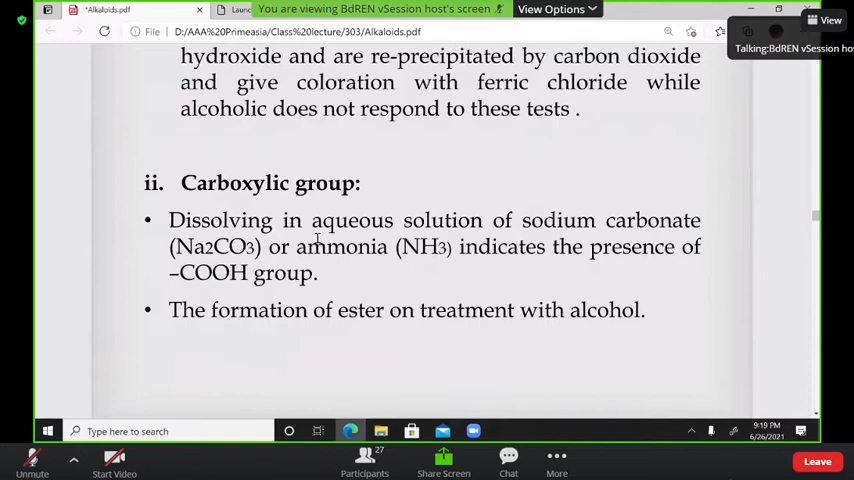 *Alkaloids.pdf
Laun
You are viewing BdREN vSession host's screen
View Options
View
File
D:/AAA%20Primeasia/Class%20lecture/303/Alkaloids.pdf
Talking:BdREN vSession hos
hydroxide and are re-precipitated by carbon dioxide
and give coloration with ferric chloride while
alcoholic does not respond to these tests .
ii. Carboxylic group:
• Dissolving in aqueous solution of sodium carbonate
(Na2CO3) or ammonia (NH3) indicates the presence of
–COOH group.
• The formation of ester on treatment with alcohol.
Type here to search
9:19 PM
6/26/2021
27
Unmute
Start Video
Participants
Share Screen
Chat
More
Leave